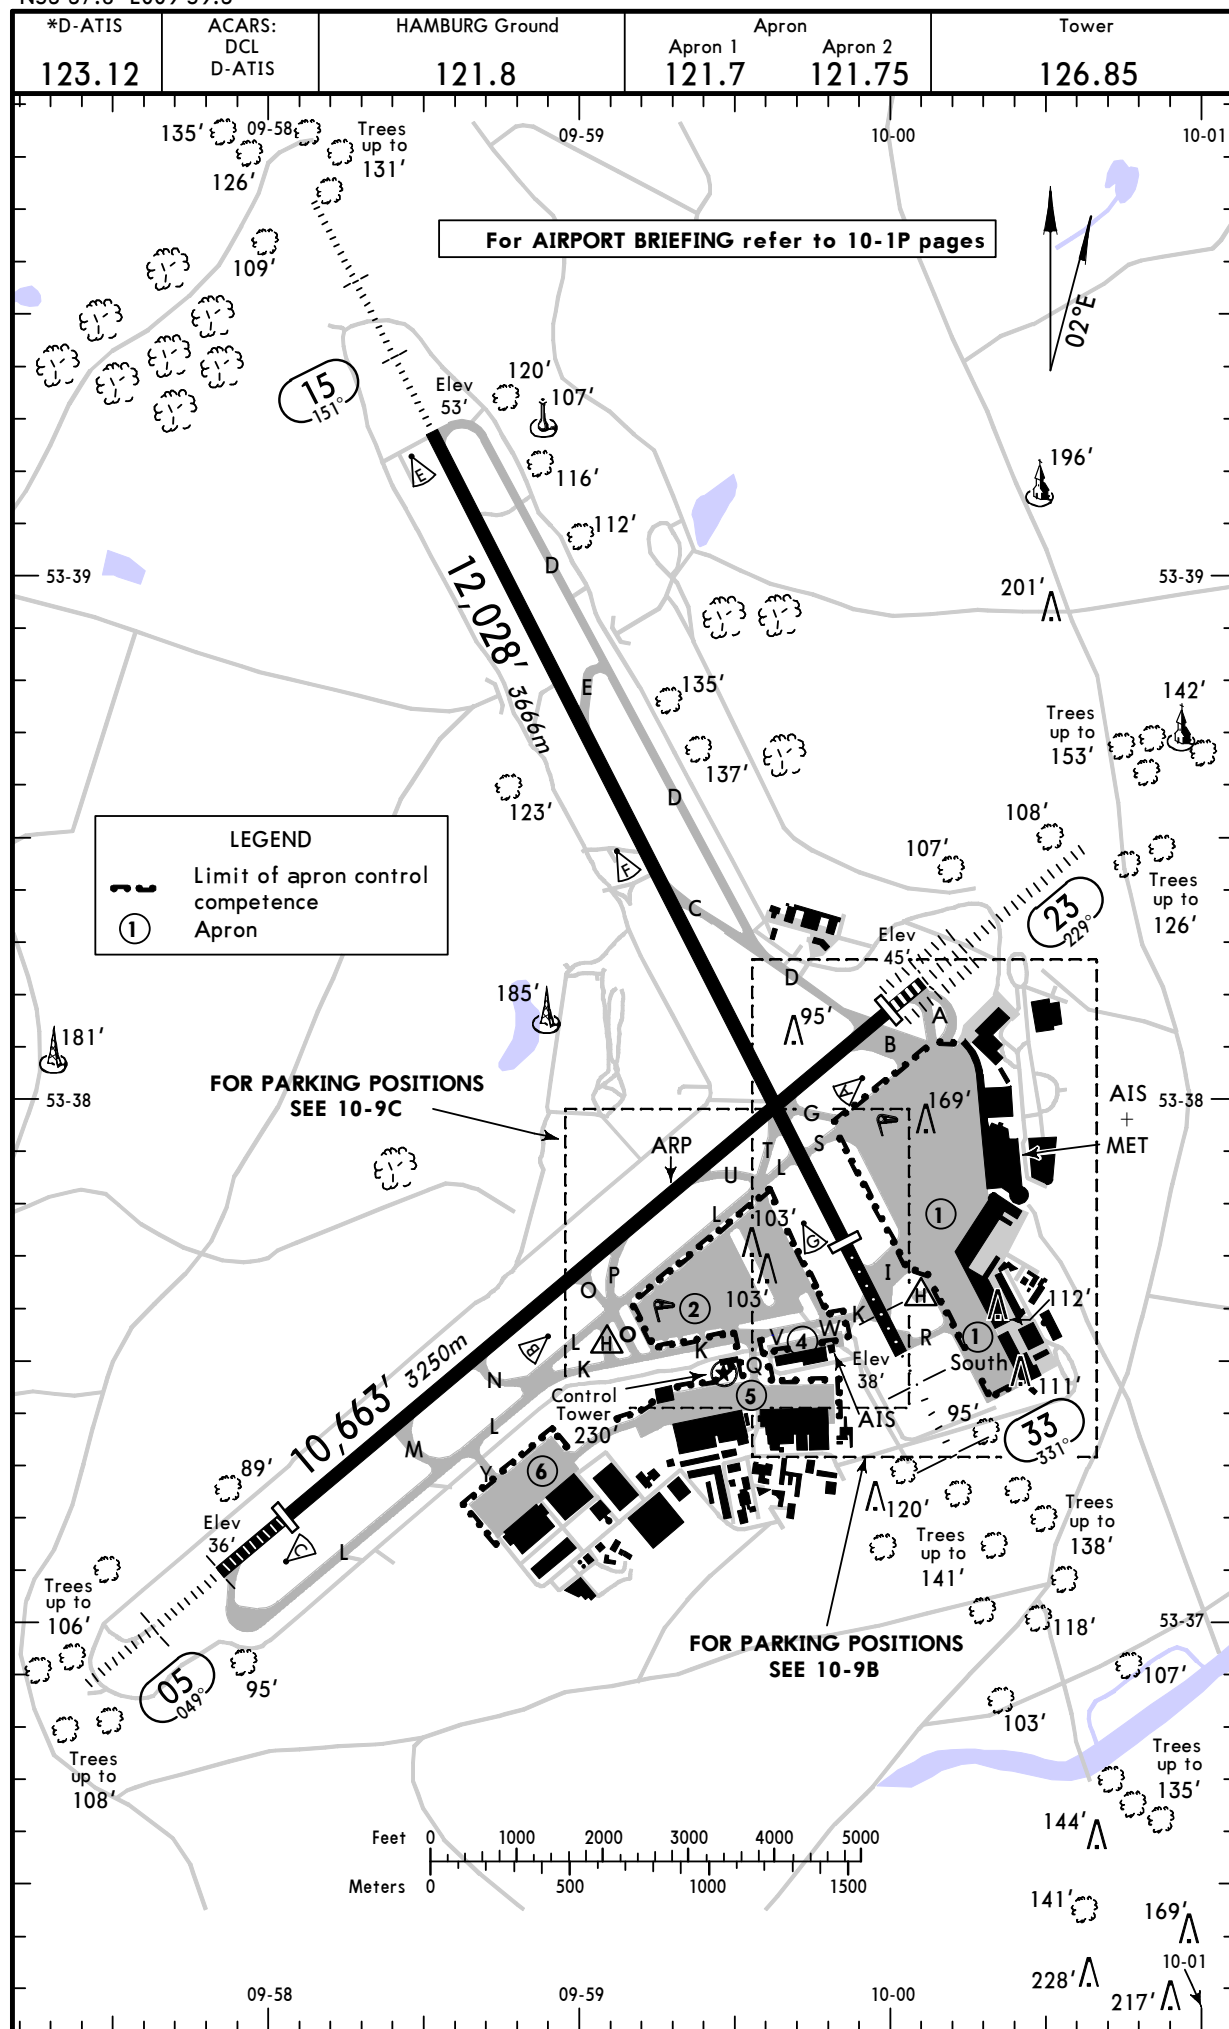 *D-ATIS
123.12
ACARS:
DCL
D-ATIS
HAMBURG Ground
121.8
Apron
Apron 1
121.7
Apron 2
121.75
Tower
126.85
09-58
09-59
10-00
10-01
135'
126'
Trees
up to
131'
109'
For AIRPORT BRIEFING refer to 10-1P pages
02°E
15
151°
Elev
53'
120'
107'
116'
112'
196'
201'
E
D
53-39
53-39
12,028' 3666m
E
135'
137'
D
123'
142'
Trees
up to
153'
108'
107'
Trees
up to
126'
LEGEND
Limit of apron control
competence
1 Apron
F
C
23
229°
Elev
45'
D
A
B
95'
185'
181'
FOR PARKING POSITIONS
SEE 10-9C
53-38
53-38
AIS
+
MET
A
169'
G
S
T
L
U
ARP
L
1
103'
G
103'
P
O
I
H
2
H
O
L
K
K
V
4
W
K
R
1
South
112'
111'
B
N
Q
Elev
38'
Control
Tower
230'
5
AIS
95'
33
331°
10,663' 3250m
M
L
Y
6
89'
Elev
36'
C
L
120'
Trees
up to
141'
Trees
up to
138'
118'
Trees
up to
106'
05
049°
95'
FOR PARKING POSITIONS
SEE 10-9B
53-37
107'
103'
Trees
up to
108'
Trees
up to
135'
144'
Feet 0 1000 2000 3000 4000 5000
Meters 0 500 1000 1500
141'
169'
228'
217'
10-01
09-58
09-59
10-00